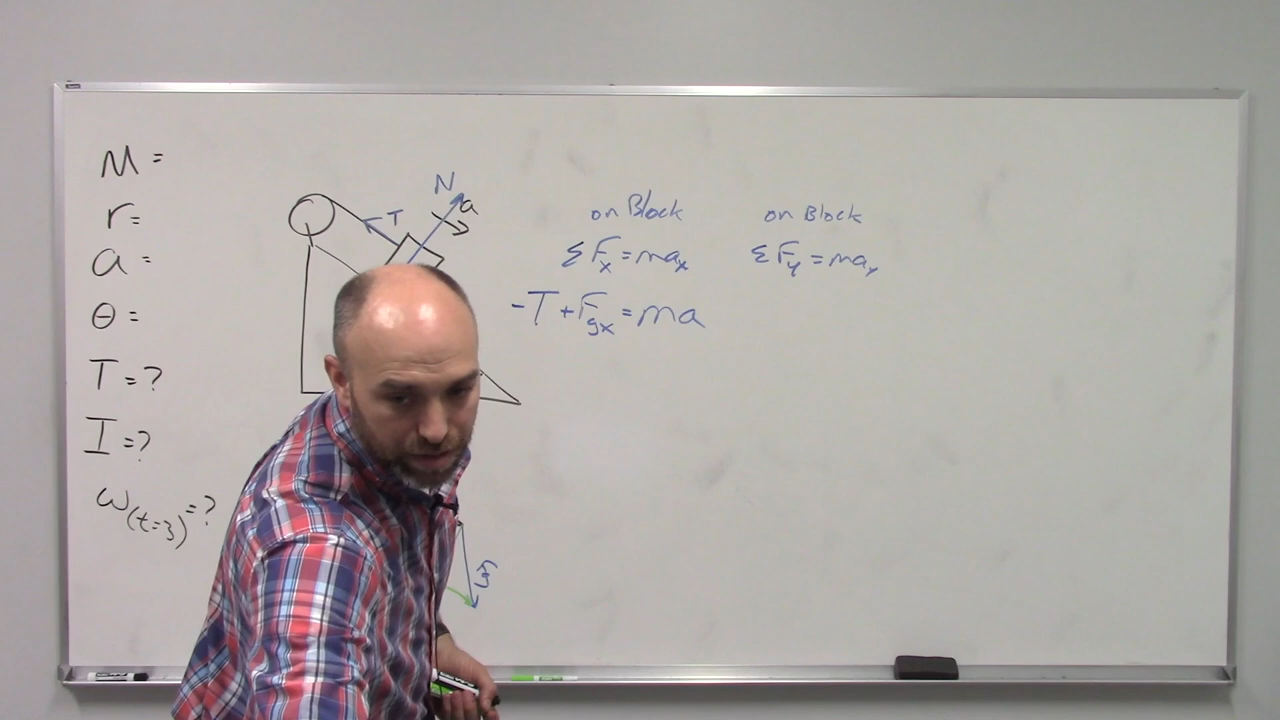 M =
r =
a =
θ =
T = ?
I = ?
ω(t=3) = ?
N
a
T
on Block
ΣFx = max
-T + Fgx = ma
on Block
ΣFy = may